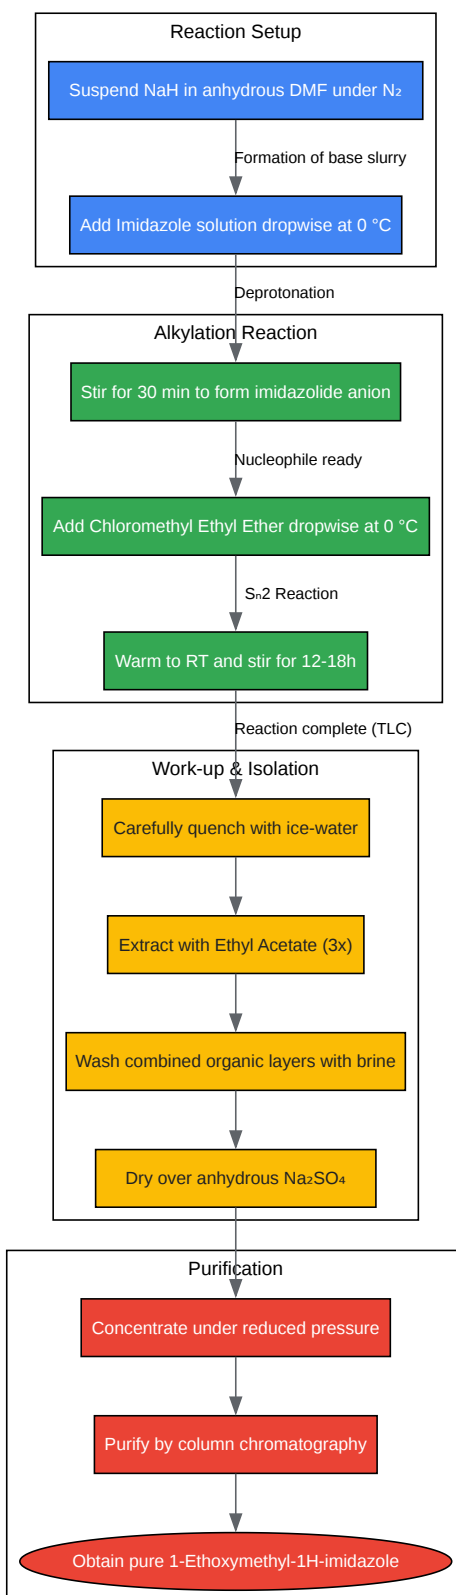 Reaction Setup
Suspend NaH in anhydrous DMF under N₂
Formation of base slurry
Add Imidazole solution dropwise at 0 °C
Deprotonation
Alkylation Reaction
Stir for 30 min to form imidazolide anion
Nucleophile ready
Add Chloromethyl Ethyl Ether dropwise at 0 °C
Sₙ2 Reaction
Warm to RT and stir for 12-18h
Reaction complete (TLC)
Work-up & Isolation
Carefully quench with ice-water
Extract with Ethyl Acetate (3x)
Wash combined organic layers with brine
Dry over anhydrous Na₂SO₄
Purification
Concentrate under reduced pressure
Purify by column chromatography
Obtain pure 1-Ethoxymethyl-1H-imidazole